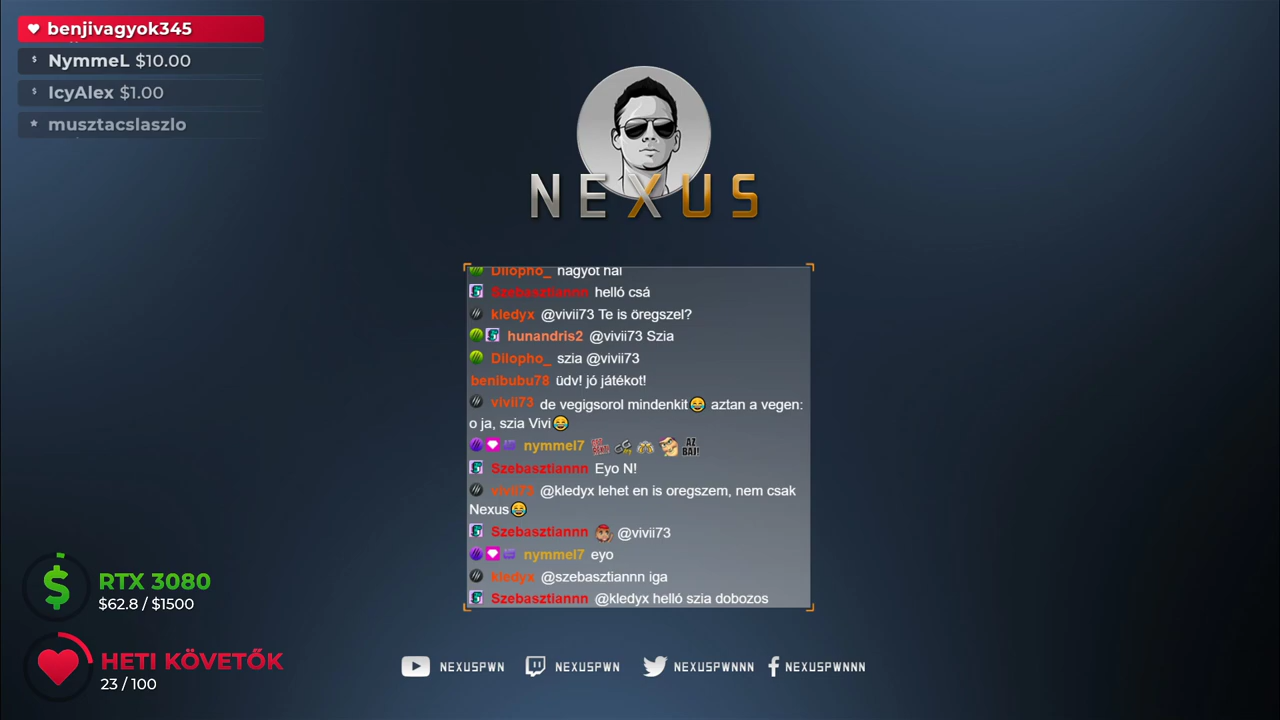 benjivagyok345
NymmeL $10.00
IcyAlex $1.00
musztacslaszlo
NEXUS
Dilopho_ nagyot hal
Szebasztiannn helló csá
kledyx @vivii73 Te is öregszel?
hunandris2 @vivii73 Szia
Dilopho_ szia @vivii73
benibubu78 üdv! jó játékot!
vivii73 de vegigsorol mindenkit😂 aztan a vegen:
o ja, szia Vivi😂
nymmel7 AZ BAJ!
Szebasztiannn Eyo N!
vivii73 @kledyx lehet en is oregszem, nem csak
Nexus😂
Szebasztiannn @vivii73
nymmel7 eyo
kledyx @szebasztiannn iga
Szebasztiannn @kledyx helló szia dobozos
RTX 3080
$62.8 / $1500
HETI KÖVETŐK
23 / 100
NEXUSPWN NEXUSPWN NEXUSPWNNN NEXUSPWNNN